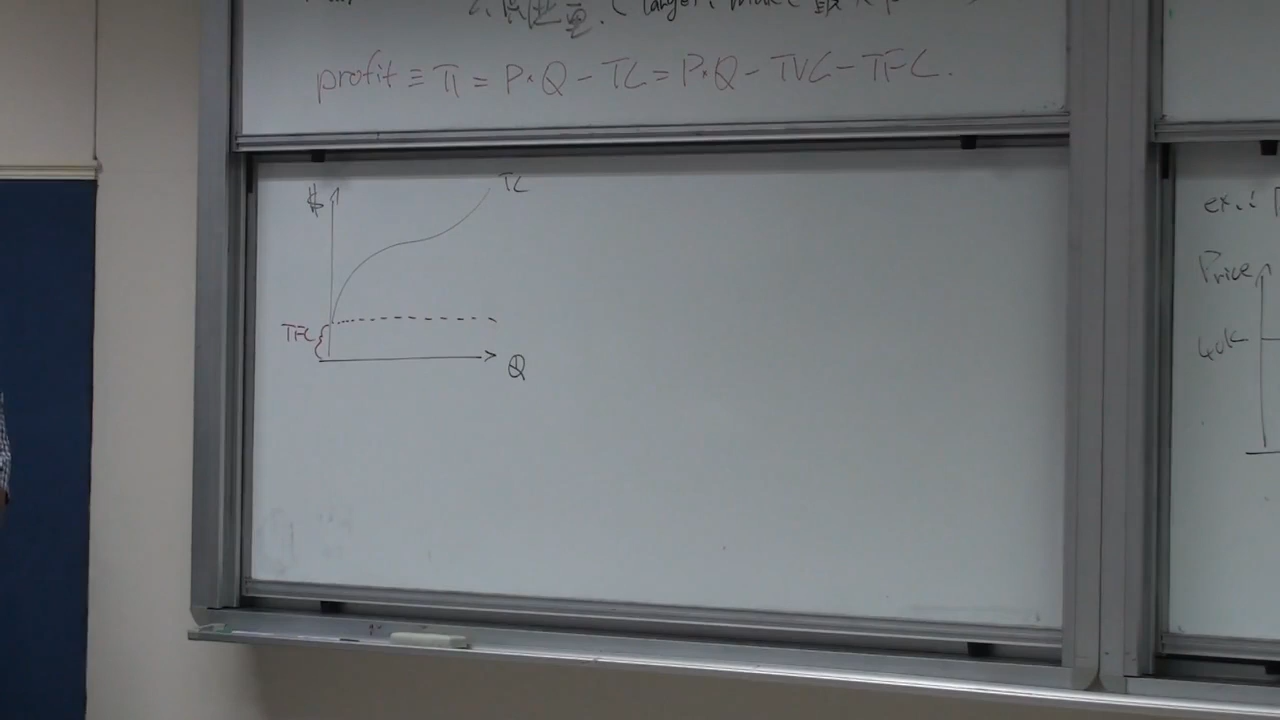 profit ≡ π = P×Q - TC = P×Q - TVC - TFC.
$
TC
TFC
Q
ex.:
Price
40k